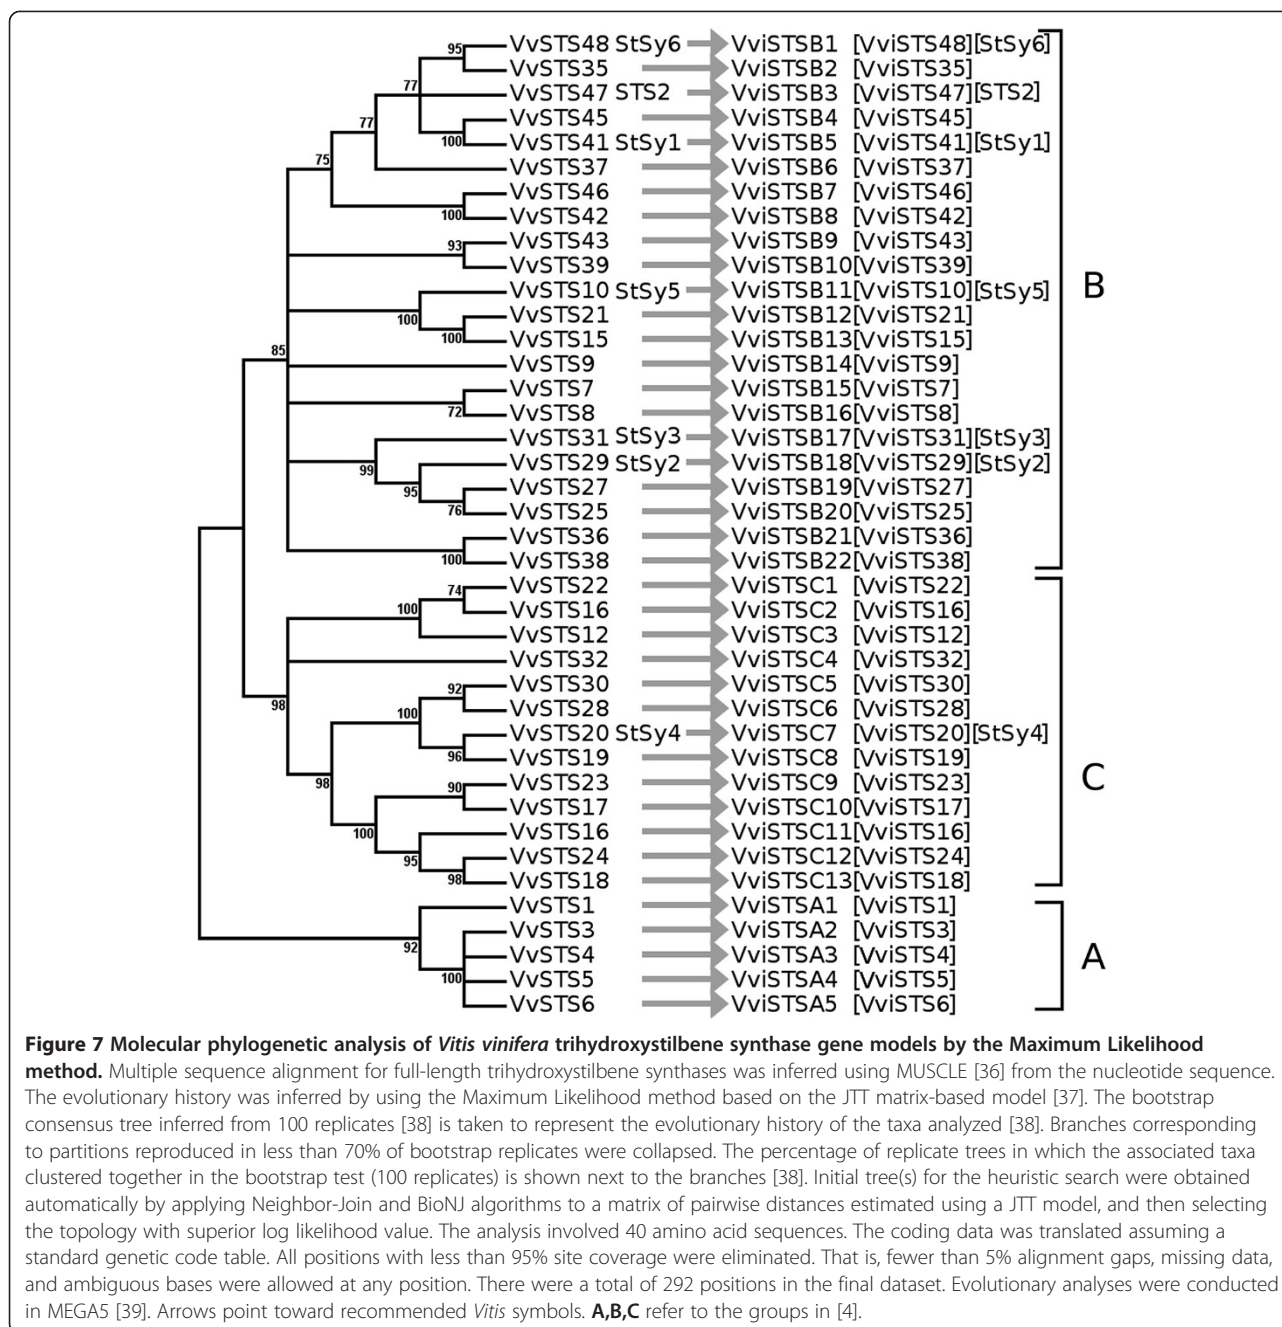 95 VvSTS48 StSy6 VviSTSB1 [VviSTS48][StSy6]
VvSTS35 VviSTSB2 [VviSTS35]
77 VvSTS47 STS2 VviSTSB3 [VviSTS47][STS2]
77 VvSTS45 VviSTSB4 [VviSTS45]
100 VvSTS41 StSy1 VviSTSB5 [VviSTS41][StSy1]
75 VvSTS37 VviSTSB6 [VviSTS37]
VvSTS46 VviSTSB7 [VviSTS46]
100 VvSTS42 VviSTSB8 [VviSTS42]
93 VvSTS43 VviSTSB9 [VviSTS43]
VvSTS39 VviSTSB10[VviSTS39]
VvSTS10 StSy5 VviSTSB11[VviSTS10][StSy5]
B
100 VvSTS21 VviSTSB12[VviSTS21]
100 VvSTS15 VviSTSB13[VviSTS15]
85 VvSTS9 VviSTSB14[VviSTS9]
VvSTS7 VviSTSB15[VviSTS7]
72 VvSTS8 VviSTSB16[VviSTS8]
VvSTS31 StSy3 VviSTSB17[VviSTS31][StSy3]
99 VvSTS29 StSy2 VviSTSB18[VviSTS29][StSy2]
95 VvSTS27 VviSTSB19[VviSTS27]
76 VvSTS25 VviSTSB20[VviSTS25]
VvSTS36 VviSTSB21[VviSTS36]
100 VvSTS38 VviSTSB22[VviSTS38]
74 VvSTS22 VviSTSC1 [VviSTS22]
100 VvSTS16 VviSTSC2 [VviSTS16]
VvSTS12 VviSTSC3 [VviSTS12]
VvSTS32 VviSTSC4 [VviSTS32]
92 VvSTS30 VviSTSC5 [VviSTS30]
98 100 VvSTS28 VviSTSC6 [VviSTS28]
VvSTS20 StSy4 VviSTSC7 [VviSTS20][StSy4]
96 VvSTS19 VviSTSC8 [VviSTS19]
98 90 VvSTS23 VviSTSC9 [VviSTS23]
C
VvSTS17 VviSTSC10[VviSTS17]
100 VvSTS16 VviSTSC11[VviSTS16]
95 VvSTS24 VviSTSC12[VviSTS24]
98 VvSTS18 VviSTSC13[VviSTS18]
VvSTS1 VviSTSA1 [VviSTS1]
VvSTS3 VviSTSA2 [VviSTS3]
92 VvSTS4 VviSTSA3 [VviSTS4]
A
100 VvSTS5 VviSTSA4 [VviSTS5]
VvSTS6 VviSTSA5 [VviSTS6]
Figure 7 Molecular phylogenetic analysis of Vitis vinifera trihydroxystilbene synthase gene models by the Maximum Likelihood
method. Multiple sequence alignment for full-length trihydroxystilbene synthases was inferred using MUSCLE [36] from the nucleotide sequence.
The evolutionary history was inferred by using the Maximum Likelihood method based on the JTT matrix-based model [37]. The bootstrap
consensus tree inferred from 100 replicates [38] is taken to represent the evolutionary history of the taxa analyzed [38]. Branches corresponding
to partitions reproduced in less than 70% of bootstrap replicates were collapsed. The percentage of replicate trees in which the associated taxa
clustered together in the bootstrap test (100 replicates) is shown next to the branches [38]. Initial tree(s) for the heuristic search were obtained
automatically by applying Neighbor-Join and BioNJ algorithms to a matrix of pairwise distances estimated using a JTT model, and then selecting
the topology with superior log likelihood value. The analysis involved 40 amino acid sequences. The coding data was translated assuming a
standard genetic code table. All positions with less than 95% site coverage were eliminated. That is, fewer than 5% alignment gaps, missing data,
and ambiguous bases were allowed at any position. There were a total of 292 positions in the final dataset. Evolutionary analyses were conducted
in MEGA5 [39]. Arrows point toward recommended Vitis symbols. A,B,C refer to the groups in [4].